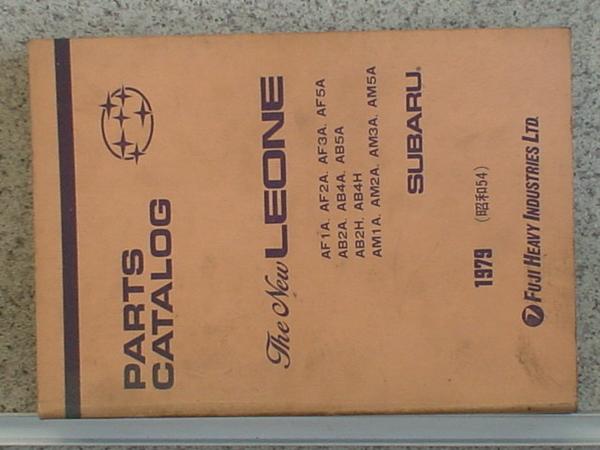 PARTS
CATALOG
The New LEONE
AF1A. AF2A. AF3A. AF5A
AB2A. AB4A. AB5A
AB2H. AB4H
AM1A. AM2A. AM3A. AM5A
SUBARU®
1979 (昭和54)
FUJI HEAVY INDUSTRIES LTD.